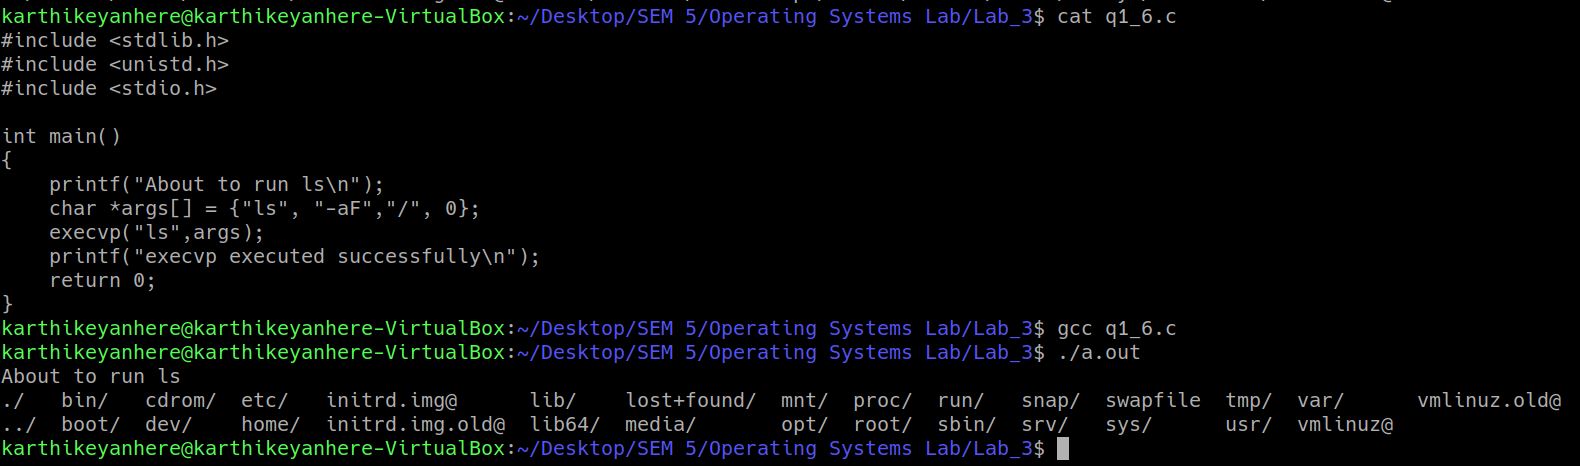 karthikeyanhere@karthikeyanhere-VirtualBox:~/Desktop/SEM 5/Operating Systems Lab/Lab_3$ cat q1_6.c
#include <stdlib.h>
#include <unistd.h>
#include <stdio.h>

int main()
{
    printf("About to run ls\n");
    char *args[] = {"ls", "-aF","/", 0};
    execvp("ls",args);
    printf("execvp executed successfully\n");
    return 0;
}
karthikeyanhere@karthikeyanhere-VirtualBox:~/Desktop/SEM 5/Operating Systems Lab/Lab_3$ gcc q1_6.c
karthikeyanhere@karthikeyanhere-VirtualBox:~/Desktop/SEM 5/Operating Systems Lab/Lab_3$ ./a.out
About to run ls
./   bin/   cdrom/  etc/   initrd.img@      lib/    lost+found/  mnt/  proc/  run/   snap/  swapfile  tmp/  var/      vmlinuz.old@
../  boot/  dev/    home/  initrd.img.old@  lib64/  media/       opt/  root/  sbin/  srv/   sys/      usr/  vmlinuz@
karthikeyanhere@karthikeyanhere-VirtualBox:~/Desktop/SEM 5/Operating Systems Lab/Lab_3$